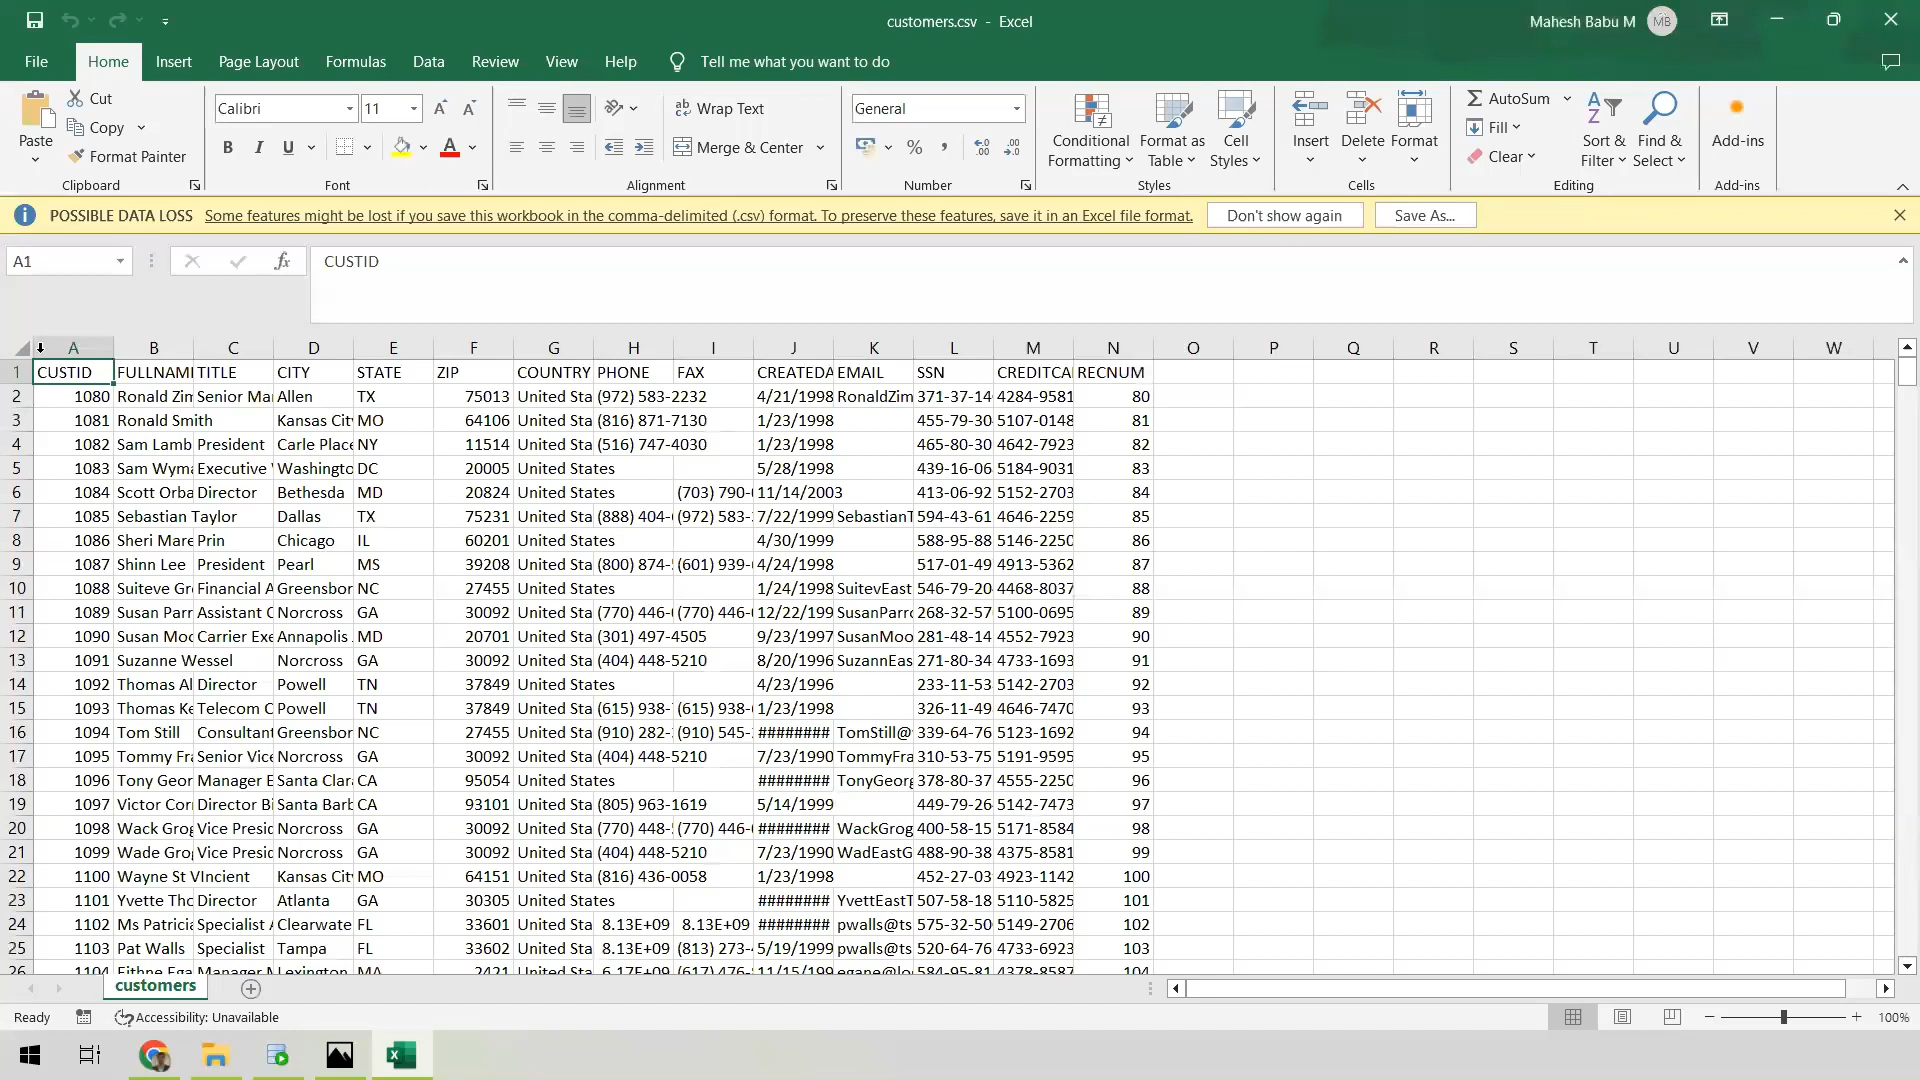 customers.csv - Excel
Mahesh Babu M MB
File Home Insert Page Layout Formulas Data Review View Help Tell me what you want to do
Paste Cut Copy Format Painter Clipboard
Calibri 11 A A B I U A Font
ab Wrap Text Merge & Center Alignment
General % , Number
Conditional Formatting Format as Table Cell Styles Styles
Insert Delete Format Cells
AutoSum Fill Clear Sort & Filter Find & Select Editing
Add-ins Add-ins
POSSIBLE DATA LOSS Some features might be lost if you save this workbook in the comma-delimited (.csv) format. To preserve these features, save it in an Excel file format. Don't show again Save As...
A1 fx CUSTID
A B C D E F G H I J K L M N O P Q R S T U V W
1 CUSTID FULLNAM TITLE CITY STATE ZIP COUNTRY PHONE FAX CREATEDA EMAIL SSN CREDITCA RECNUM
2 1080 Ronald Zim Senior Mar Allen TX 75013 United Sta (972) 583-2232 4/21/1998 RonaldZim 371-37-14 4284-9581 80
3 1081 Ronald Smith Kansas City MO 64106 United Sta (816) 871-7130 1/23/1998 455-79-30 5107-0148 81
4 1082 Sam Lamb President Carle Place NY 11514 United Sta (516) 747-4030 1/23/1998 465-80-30 4642-7923 82
5 1083 Sam Wyma Executive Washingto DC 20005 United States 5/28/1998 439-16-06 5184-9031 83
6 1084 Scott Orba Director Bethesda MD 20824 United States (703) 790- 11/14/2003 413-06-92 5152-2703 84
7 1085 Sebastian Taylor Dallas TX 75231 United Sta (888) 404- (972) 583- 7/22/1999 SebastianT 594-43-61 4646-2259 85
8 1086 Sheri Mare Prin Chicago IL 60201 United States 4/30/1999 588-95-88 5146-2250 86
9 1087 Shinn Lee President Pearl MS 39208 United Sta (800) 874- (601) 939- 4/24/1998 517-01-49 4913-5362 87
10 1088 Suiteve Gr Financial A Greensbor NC 27455 United States 1/24/1998 SuitevEast 546-79-20 4468-8037 88
11 1089 Susan Parr Assistant C Norcross GA 30092 United Sta (770) 446- (770) 446- 12/22/199 SusanParr 268-32-57 5100-0695 89
12 1090 Susan Moo Carrier Exe Annapolis MD 20701 United Sta (301) 497-4505 9/23/1997 SusanMoo 281-48-14 4552-7923 90
13 1091 Suzanne Wessel Norcross GA 30092 United Sta (404) 448-5210 8/20/1996 SuzannEas 271-80-34 4733-1693 91
14 1092 Thomas Al Director Powell TN 37849 United States 4/23/1996 233-11-53 5142-2703 92
15 1093 Thomas Ke Telecom C Powell TN 37849 United Sta (615) 938- (615) 938- 1/23/1998 326-11-49 4646-7470 93
16 1094 Tom Still Consultant Greensbor NC 27455 United Sta (910) 282- (910) 545- ######## TomStill@ 339-64-76 5123-1692 94
17 1095 Tommy Fra Senior Vice Norcross GA 30092 United Sta (404) 448-5210 7/23/1990 TommyFra 310-53-75 5191-9595 95
18 1096 Tony Geor Manager E Santa Clar CA 95054 United States ######## TonyGeorg 378-80-37 4555-2250 96
19 1097 Victor Cor Director Bi Santa Barb CA 93101 United Sta (805) 963-1619 5/14/1999 449-79-26 5142-7473 97
20 1098 Wack Grog Vice Presid Norcross GA 30092 United Sta (770) 448- (770) 446- ######## WackGrog 400-58-15 5171-8584 98
21 1099 Wade Grog Vice Presid Norcross GA 30092 United Sta (404) 448-5210 7/23/1990 WadEastG 488-90-38 4375-8581 99
22 1100 Wayne St VIncient Kansas City MO 64151 United Sta (816) 436-0058 1/23/1998 452-27-03 4923-1142 100
23 1101 Yvette Tho Director Atlanta GA 30305 United States ######## YvettEastT 507-58-18 5110-5825 101
24 1102 Ms Patricia Specialist A Clearwate FL 33601 United Sta 8.13E+09 8.13E+09 ######## pwalls@ts 575-32-50 5149-2706 102
25 1103 Pat Walls Specialist Tampa FL 33602 United Sta 8.13E+09 (813) 273- 5/19/1999 pwalls@ts 520-64-76 4733-6923 103
26 1104 Eithne Ega Manager Lexington MA 2421 United Sta 6.17E+09 (617) 476- 11/15/199 egane@lo 584-95-81 4378-8587 104
customers
Ready Accessibility: Unavailable 100%